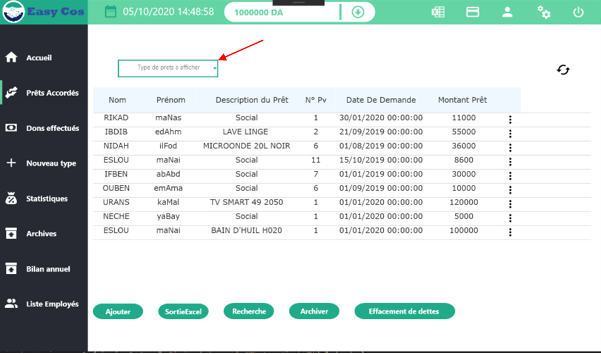 Easy Cos
05/10/2020 14:48:58
1000000 DA
Accueil
Prêts Accordés
Dons effectués
Nouveau type
Statistiques
Archives
Bilan annuel
Liste Employés
Type de prets a afficher
Nom Prénom Description du Prêt N° Pv Date De Demande Montant Prêt
RIKAD maNas Social 1 30/01/2020 00:00:00 11000
IBDIB edAhm LAVE LINGE 2 21/09/2019 00:00:00 55000
NIDAH ilFod MICROONDE 20L NOIR 6 01/08/2019 00:00:00 36000
ESLOU maNai Social 11 15/10/2019 00:00:00 8600
IFBEN abAbd Social 7 01/01/2019 00:00:00 30000
OUBEN emAma Social 6 01/09/2019 00:00:00 10000
URANS kaMal TV SMART 49 2050 1 01/01/2020 00:00:00 120000
NECHE yaBay Social 1 01/01/2020 00:00:00 5000
ESLOU maNai BAIN D'HUIL H020 1 01/01/2020 00:00:00 100000
Ajouter SortieExcel Recherche Archiver Effacement de dettes